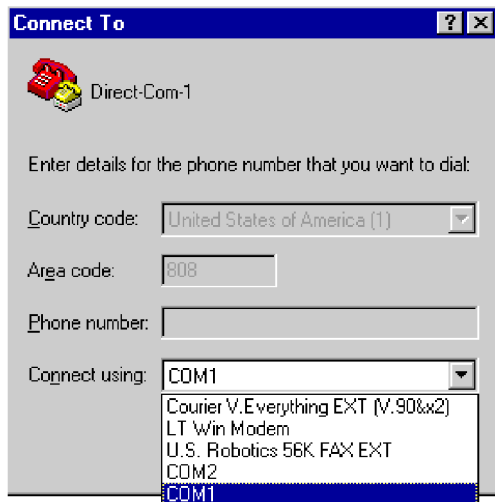 Connect To
Direct-Com-1
Enter details for the phone number that you want to dial:
Country code: United States of America (1)
Area code: 808
Phone number:
Connect using: COM1
Courier V.Everything EXT (V.90&x2)
LT Win Modem
U.S. Robotics 56K FAX EXT
COM2
COM1